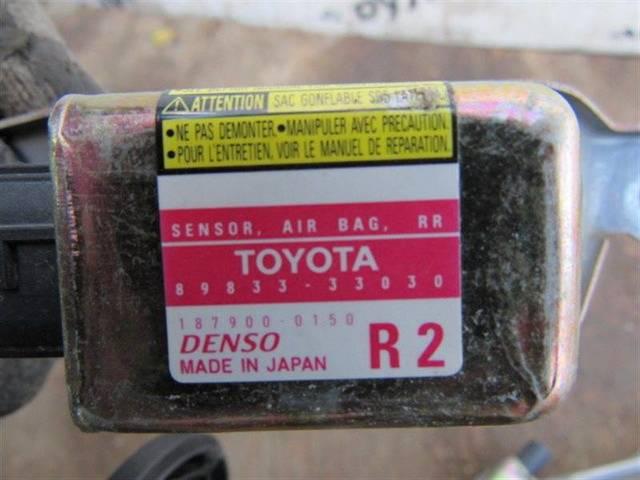 ATTENTION SAC GONFLABLE SDS
• NE PAS DEMONTER. • MANIPULER AVEC PRECAUTION.
• POUR L'ENTRETIEN, VOIR LE MANUEL DE REPARATION.
SENSOR, AIR BAG, RR
TOYOTA
89833-33030
187900-0150
DENSO R2
MADE IN JAPAN